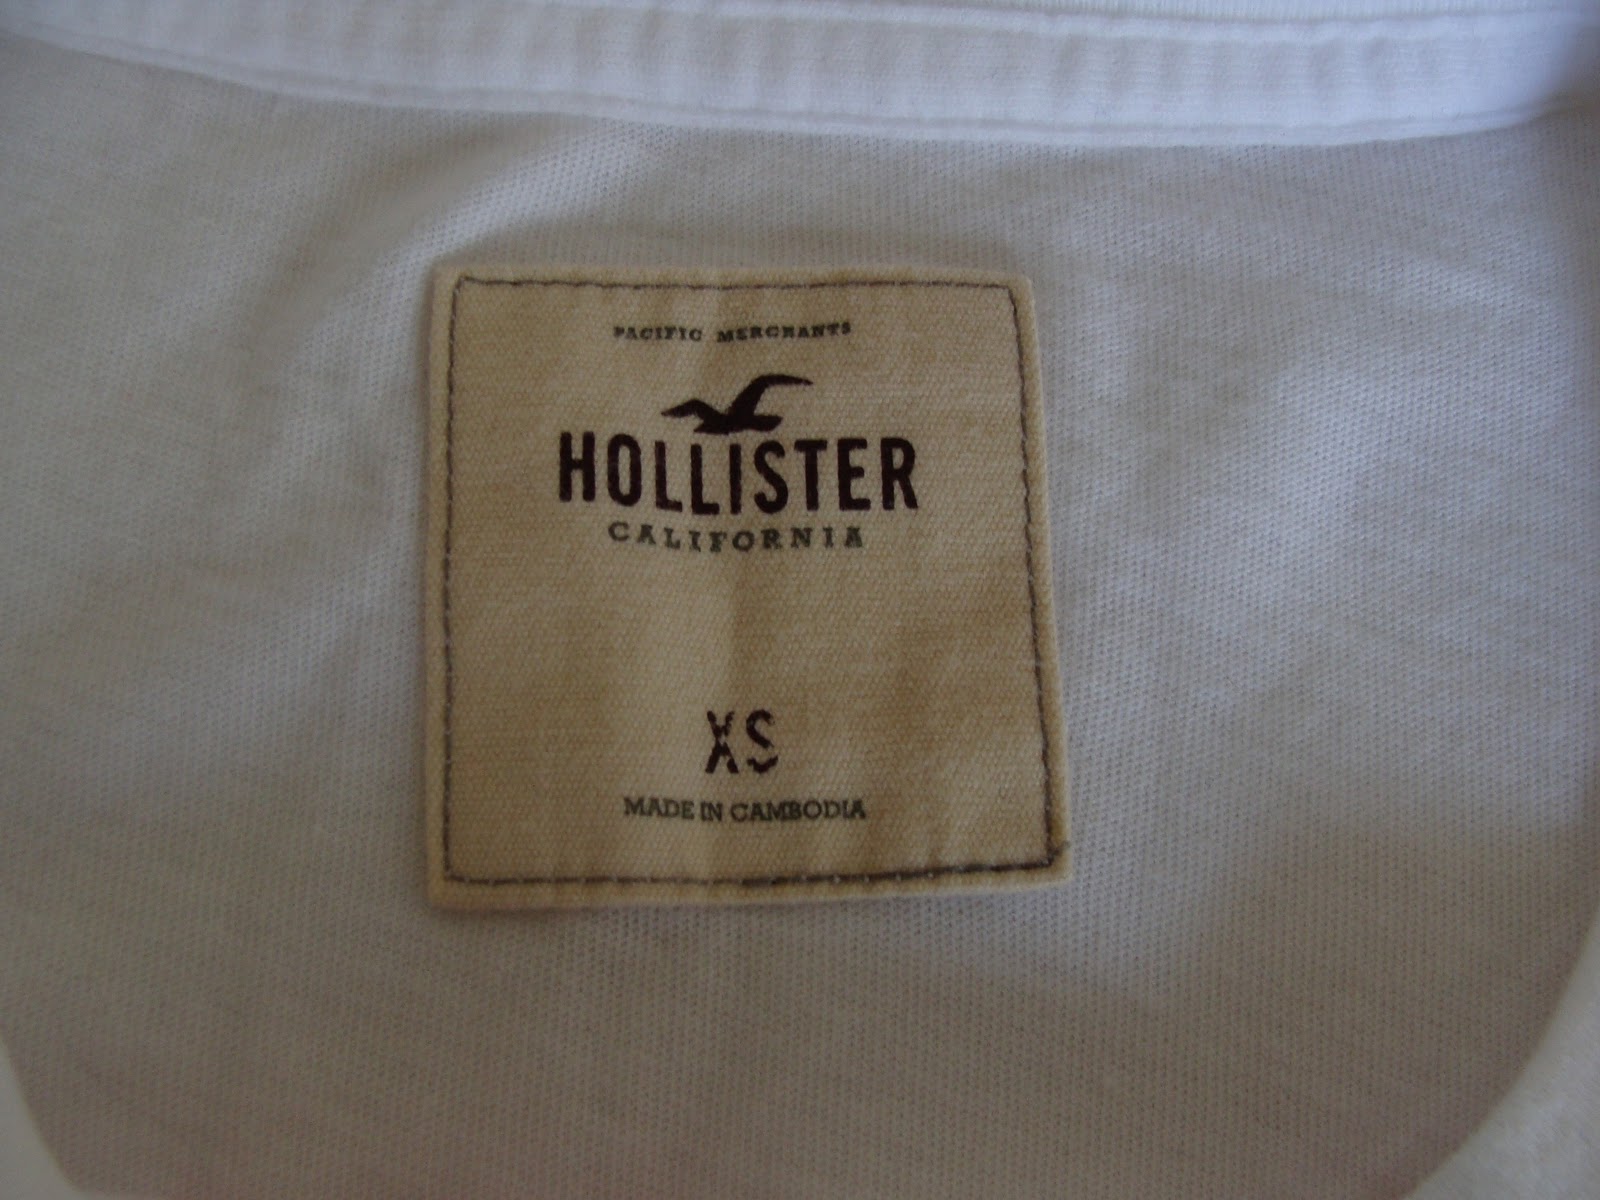 PACIFIC MERCHANTS
HOLLISTER
CALIFORNIA
XS
MADE IN CAMBODIA